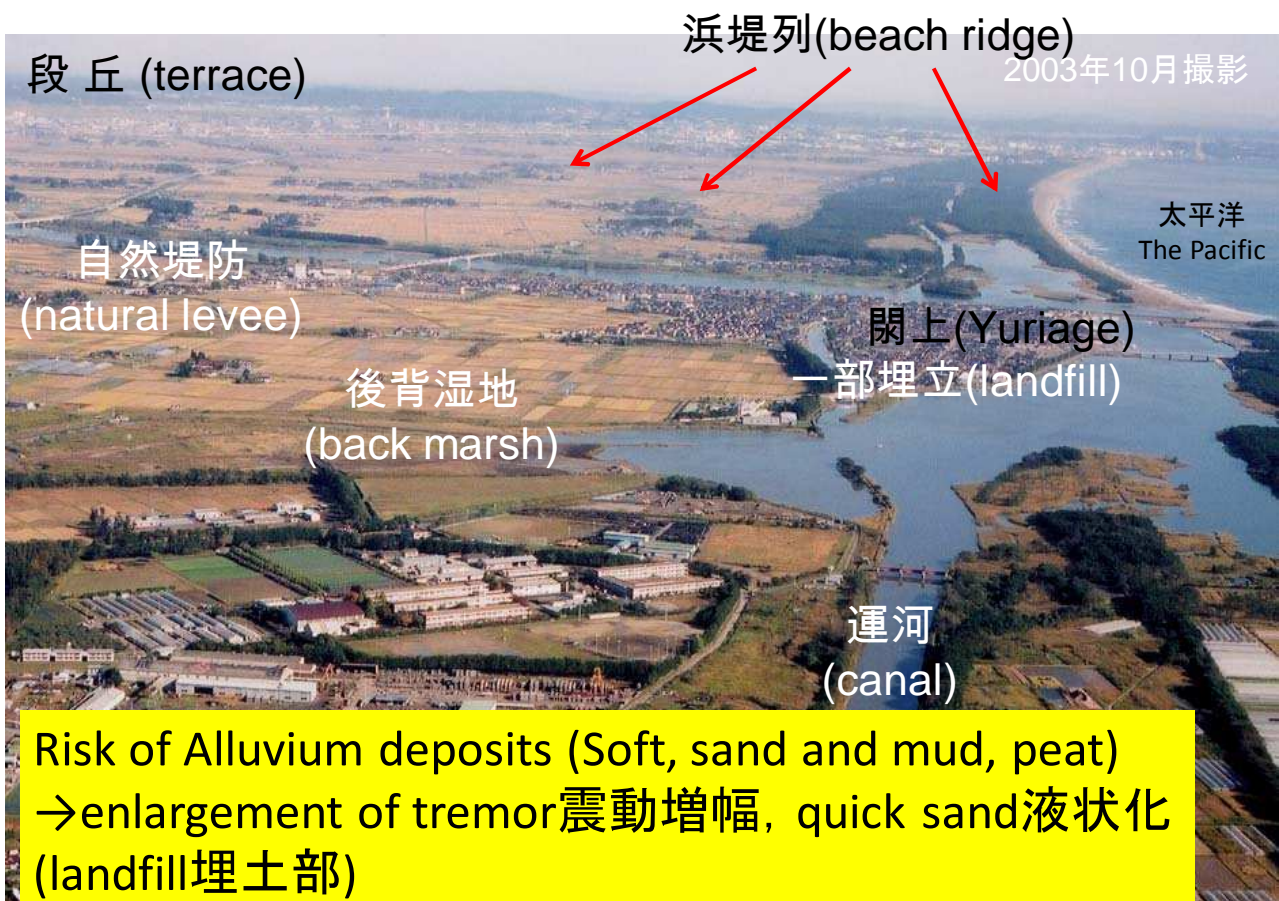 浜堤列(beach ridge)
段 丘 (terrace)
2003年10月撮影
太平洋
The Pacific
自然堤防
(natural levee)
閖上(Yuriage)
一部埋立(landfill)
後背湿地
(back marsh)
運河
(canal)
Risk of Alluvium deposits (Soft, sand and mud, peat)
→enlargement of tremor震動増幅，quick sand液状化
(landfill埋土部)